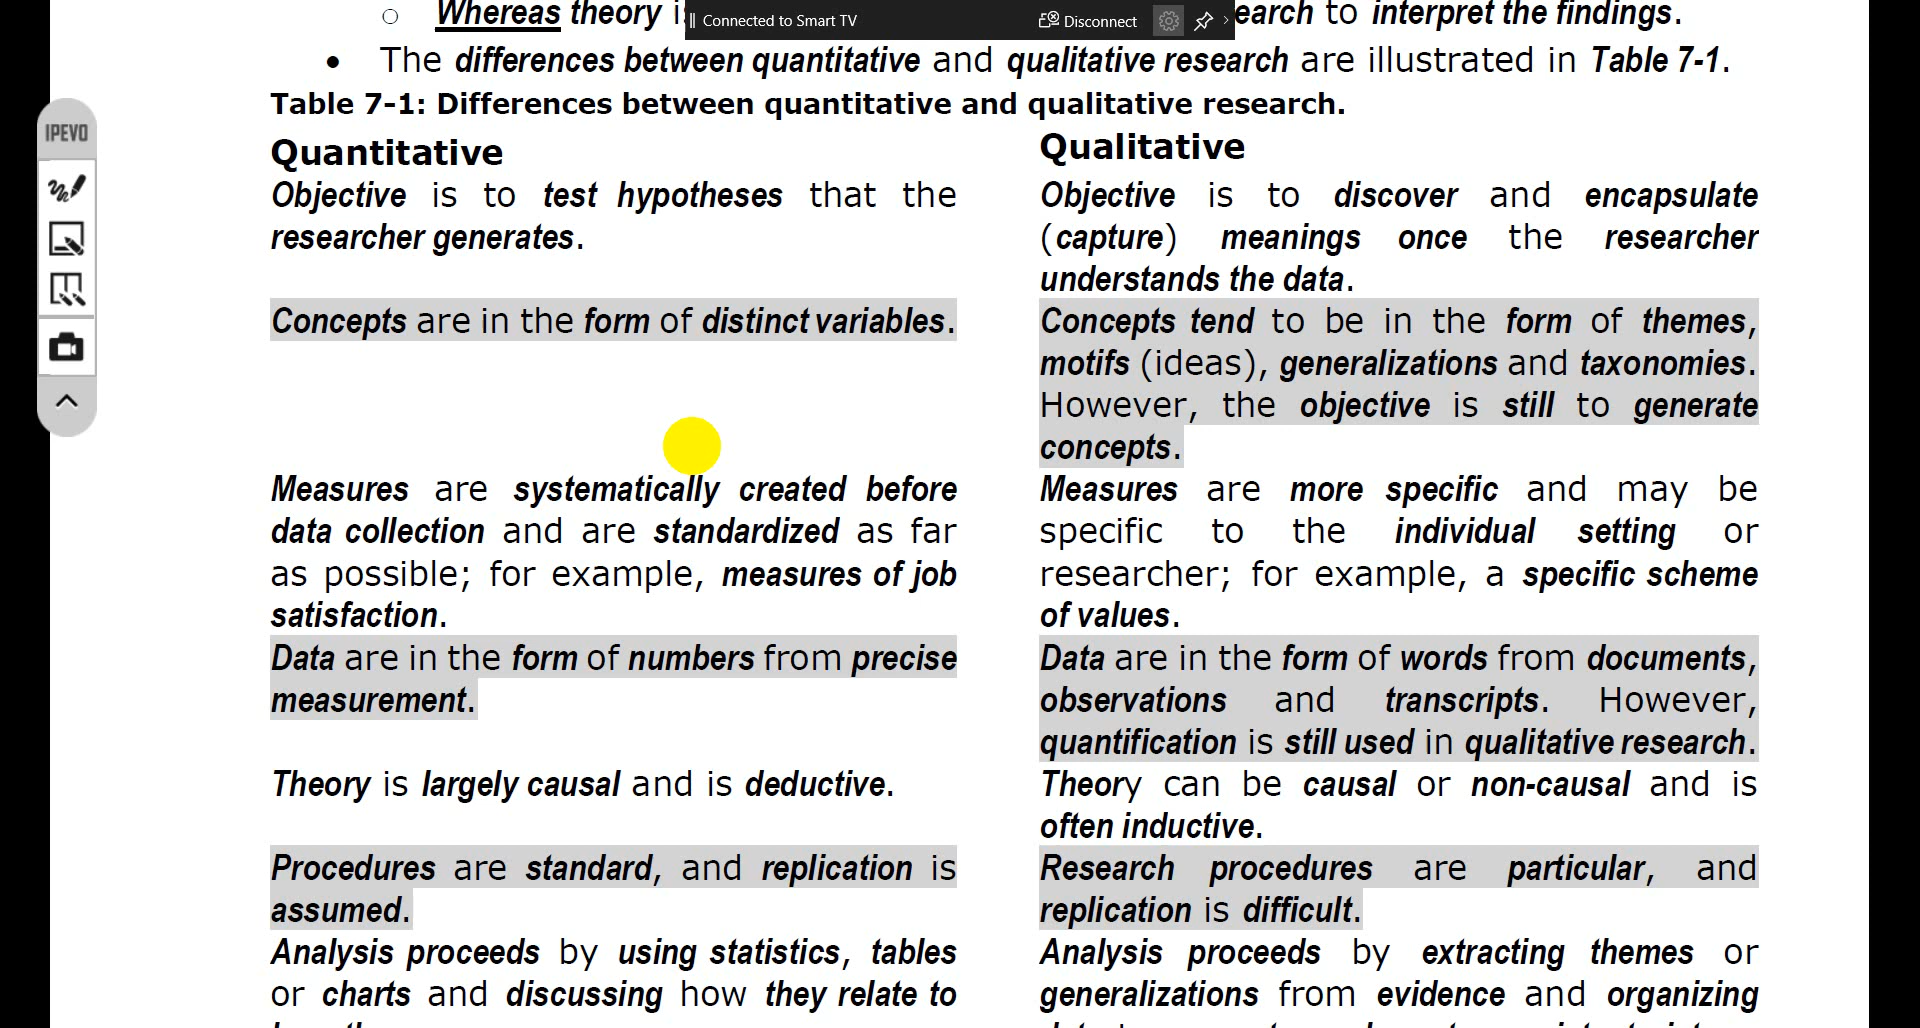 Whereas theory
earch to interpret the findings.
Connected to Smart TV
Disconnect
The differences between quantitative and qualitative research are illustrated in Table 7-1.
Table 7-1: Differences between quantitative and qualitative research.
IPEVO
Quantitative
Objective is to test hypotheses that the
researcher generates.
Concepts are in the form of distinct variables.
Measures are systematically created before
data collection and are standardized as far
as possible; for example, measures of job
satisfaction.
Data are in the form of numbers from precise
measurement.
Theory is largely causal and is deductive.
Procedures are standard, and replication is
assumed.
Analysis proceeds by using statistics, tables
or charts and discussing how they relate to
Qualitative
Objective is to discover and encapsulate
(capture) meanings once the researcher
understands the data.
Concepts tend to be in the form of themes,
motifs (ideas), generalizations and taxonomies.
However, the objective is still to generate
concepts.
Measures are more specific and may be
specific to the individual setting or
researcher; for example, a specific scheme
of values.
Data are in the form of words from documents,
observations and transcripts. However,
quantification is still used in qualitative research.
Theory can be causal or non-causal and is
often inductive.
Research procedures are particular, and
replication is difficult.
Analysis proceeds by extracting themes or
generalizations from evidence and organizing